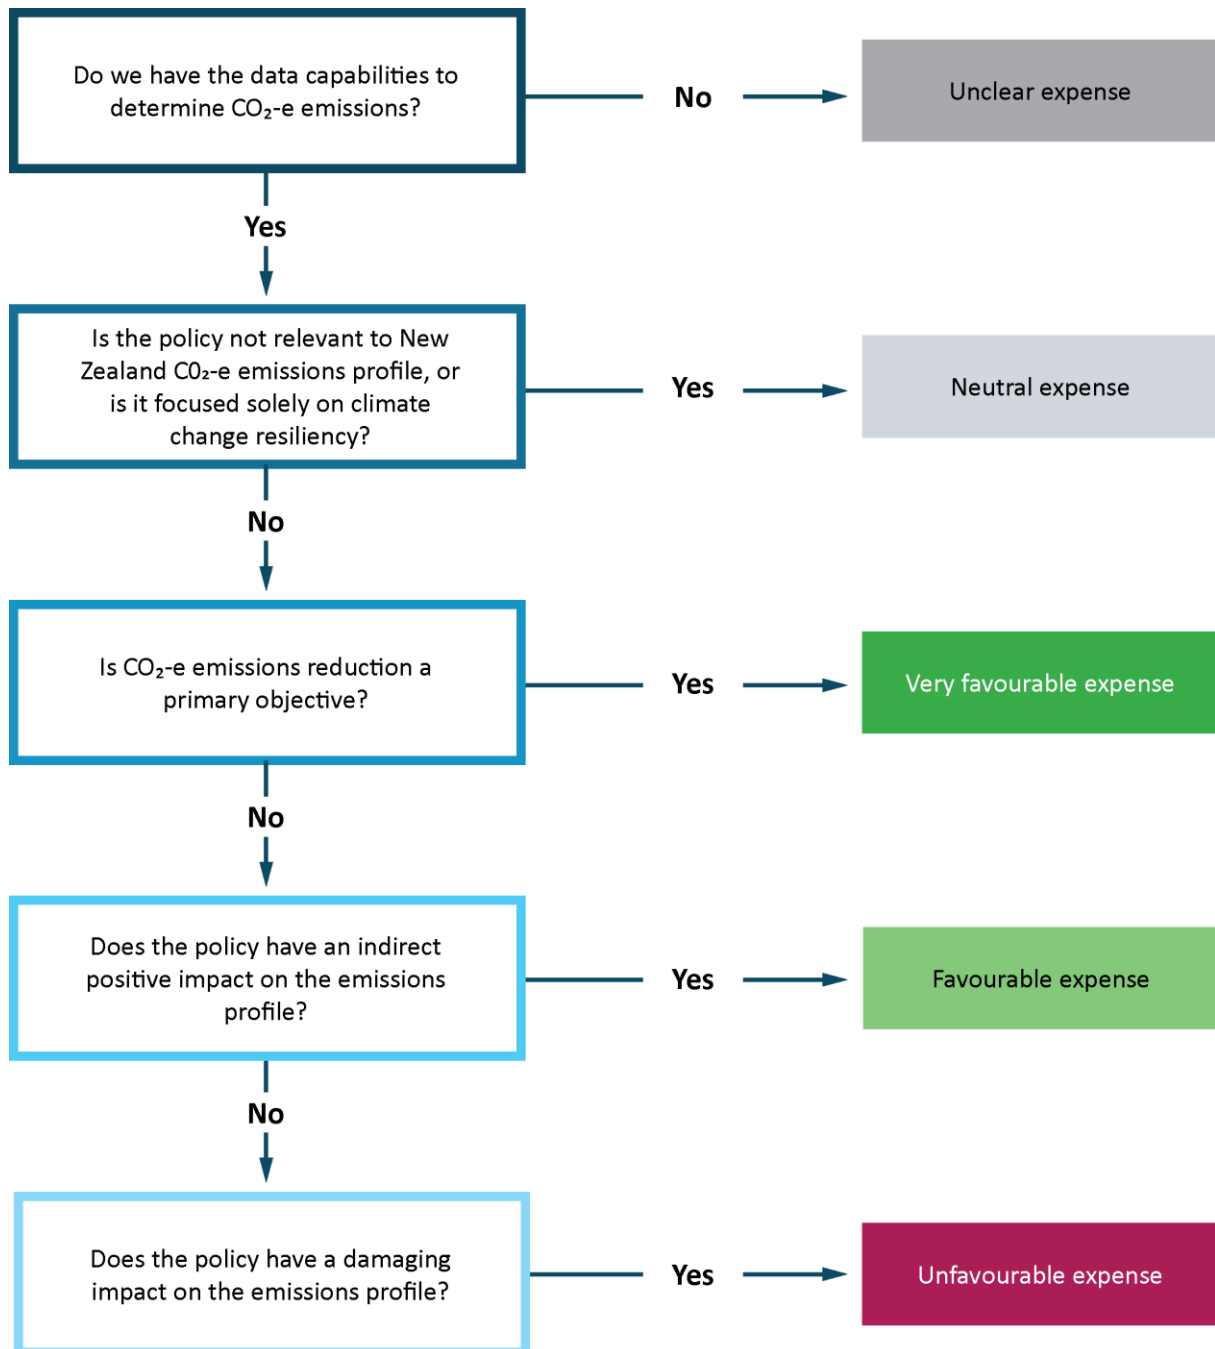 Do we have the data capabilities to
determine CO₂-e emissions?
No
Unclear expense
Yes
Is the policy not relevant to New
Zealand C0₂-e emissions profile, or
is it focused solely on climate
change resiliency?
Yes
Neutral expense
No
Is CO₂-e emissions reduction a
primary objective?
Yes
Very favourable expense
No
Does the policy have an indirect
positive impact on the emissions
profile?
Yes
Favourable expense
No
Does the policy have a damaging
impact on the emissions profile?
Yes
Unfavourable expense